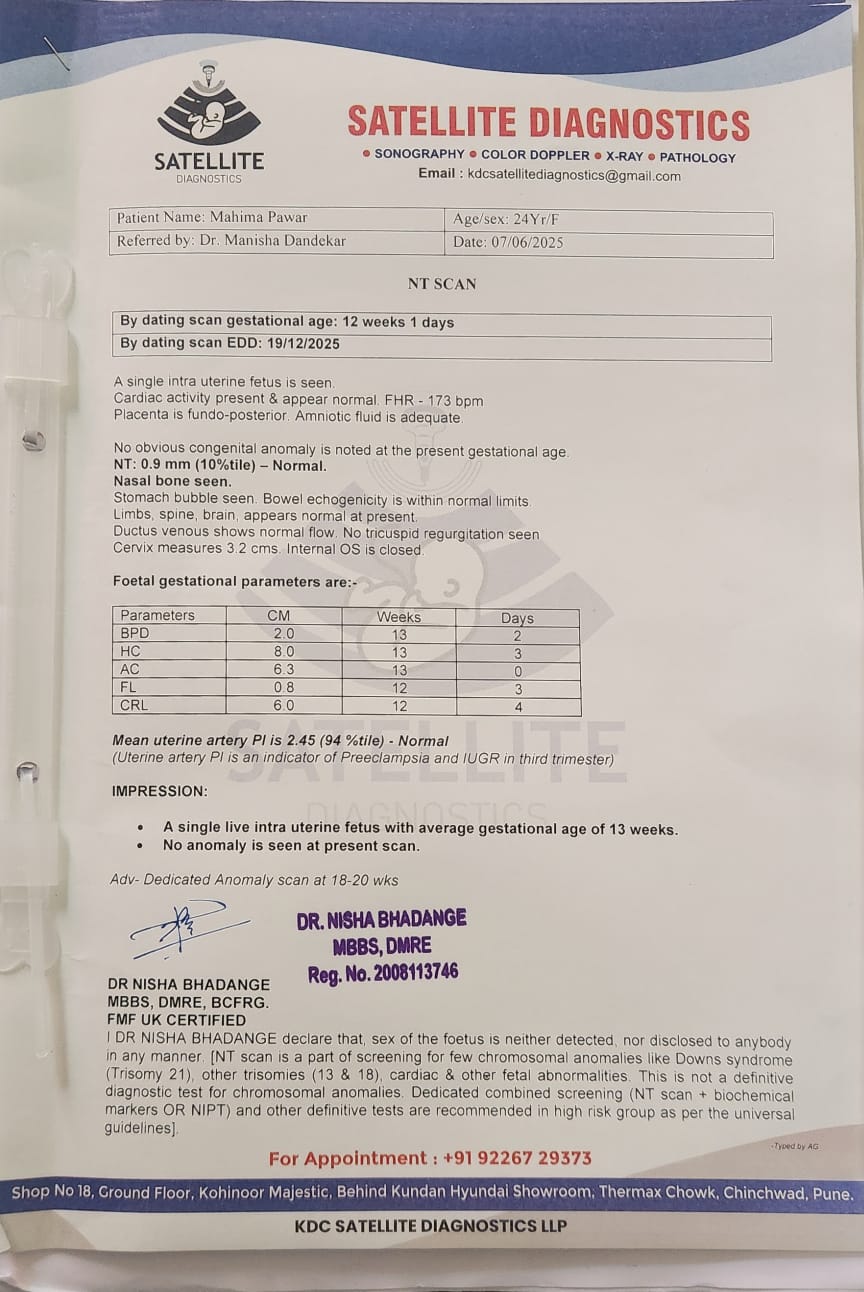 SATELLITE
DIAGNOSTICS
SATELLITE DIAGNOSTICS
• SONOGRAPHY • COLOR DOPPLER • X-RAY • PATHOLOGY
Email : kdcsatellitediagnostics@gmail.com
Patient Name: Mahima Pawar Age/sex: 24Yr/F
Referred by: Dr. Manisha Dandekar Date: 07/06/2025
NT SCAN
By dating scan gestational age: 12 weeks 1 days
By dating scan EDD: 19/12/2025
A single intra uterine fetus is seen.
Cardiac activity present & appear normal. FHR - 173 bpm
Placenta is fundo-posterior. Amniotic fluid is adequate.
No obvious congenital anomaly is noted at the present gestational age.
NT: 0.9 mm (10%tile) – Normal.
Nasal bone seen.
Stomach bubble seen. Bowel echogenicity is within normal limits.
Limbs, spine, brain, appears normal at present.
Ductus venous shows normal flow. No tricuspid regurgitation seen
Cervix measures 3.2 cms. Internal OS is closed.
Foetal gestational parameters are:-
Parameters CM Weeks Days
BPD 2.0 13 2
HC 8.0 13 3
AC 6.3 13 0
FL 0.8 12 3
CRL 6.0 12 4
Mean uterine artery PI is 2.45 (94 %tile) - Normal
(Uterine artery PI is an indicator of Preeclampsia and IUGR in third trimester)
SATELLITE
DIAGNOSTICS
IMPRESSION:
• A single live intra uterine fetus with average gestational age of 13 weeks.
• No anomaly is seen at present scan.
Adv- Dedicated Anomaly scan at 18-20 wks
DR. NISHA BHADANGE
MBBS, DMRE
Reg. No. 2008113746
DR NISHA BHADANGE
MBBS, DMRE, BCFRG.
FMF UK CERTIFIED
I DR NISHA BHADANGE declare that, sex of the foetus is neither detected, nor disclosed to anybody
in any manner. [NT scan is a part of screening for few chromosomal anomalies like Downs syndrome
(Trisomy 21), other trisomies (13 & 18), cardiac & other fetal abnormalities. This is not a definitive
diagnostic test for chromosomal anomalies. Dedicated combined screening (NT scan + biochemical
markers OR NIPT) and other definitive tests are recommended in high risk group as per the universal
guidelines].
-Typed by AG
For Appointment : +91 92267 29373
Shop No 18, Ground Floor, Kohinoor Majestic, Behind Kundan Hyundai Showroom, Thermax Chowk, Chinchwad, Pune.
KDC SATELLITE DIAGNOSTICS LLP